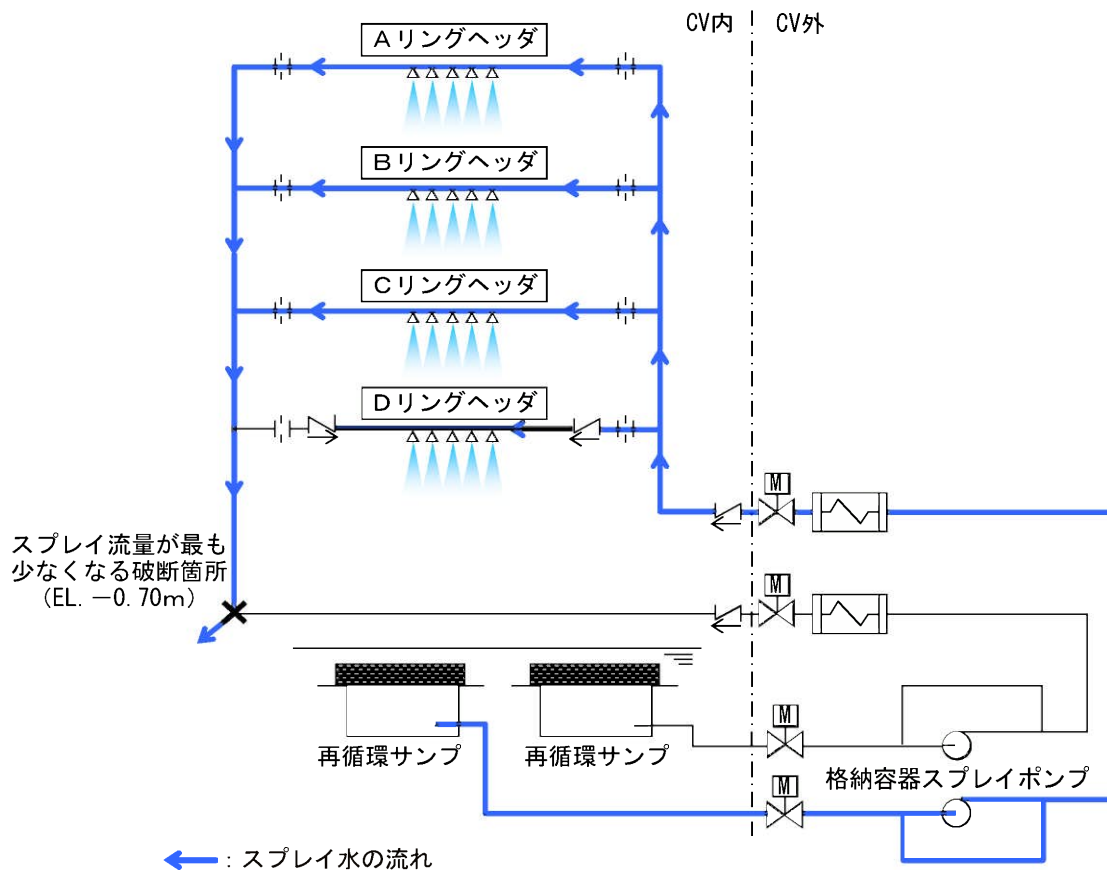 CV内
CV外
Aリングヘッダ
Bリングヘッダ
Cリングヘッダ
Dリングヘッダ
M
スプレイ流量が最も
少なくなる破断箇所
(EL. －0.70m)
M
再循環サンプ
再循環サンプ
M
格納容器スプレイポンプ
M
：スプレイ水の流れ